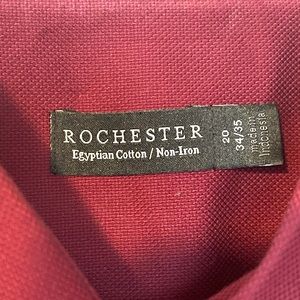 ROCHESTER
Egyptian Cotton / Non-Iron
20
34/35
made in
Indonesia